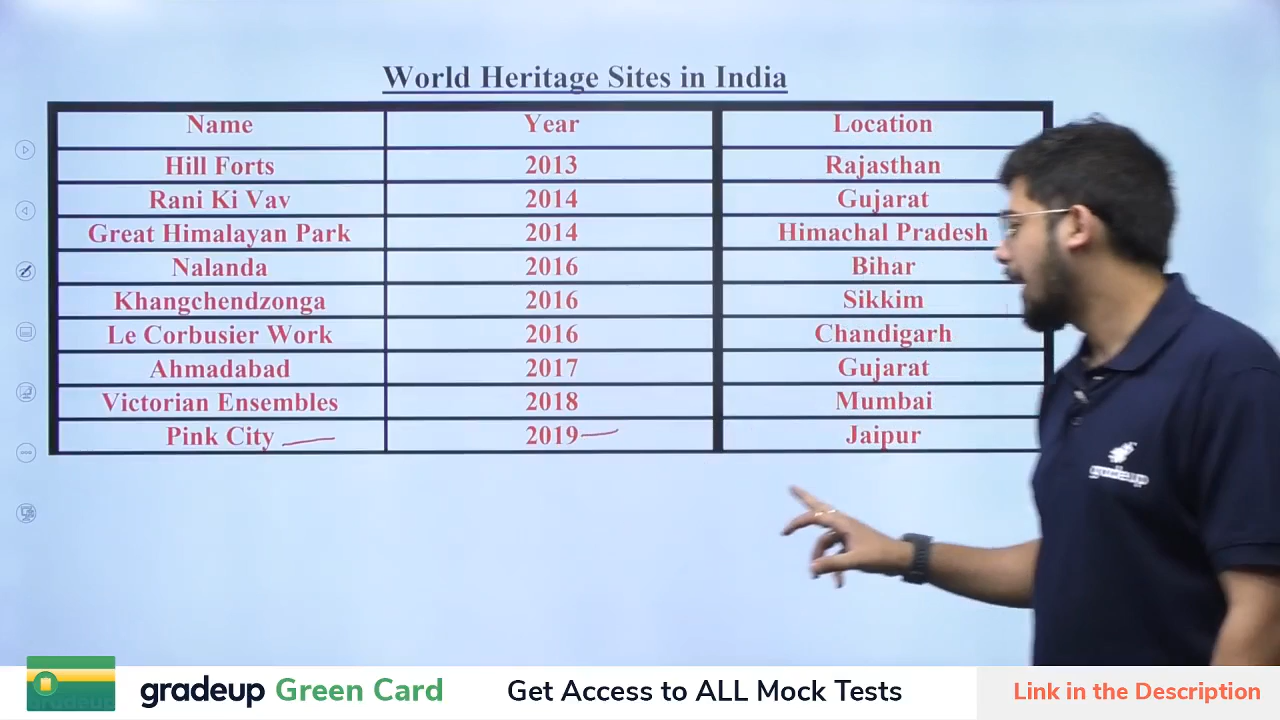 World Heritage Sites in India
Name Year Location
Hill Forts 2013 Rajasthan
Rani Ki Vav 2014 Gujarat
Great Himalayan Park 2014 Himachal Pradesh
Nalanda 2016 Bihar
Khangchendzonga 2016 Sikkim
Le Corbusier Work 2016 Chandigarh
Ahmadabad 2017 Gujarat
Victorian Ensembles 2018 Mumbai
Pink City 2019 Jaipur
gradeup
gradeup Green Card Get Access to ALL Mock Tests Link in the Description
gradeup